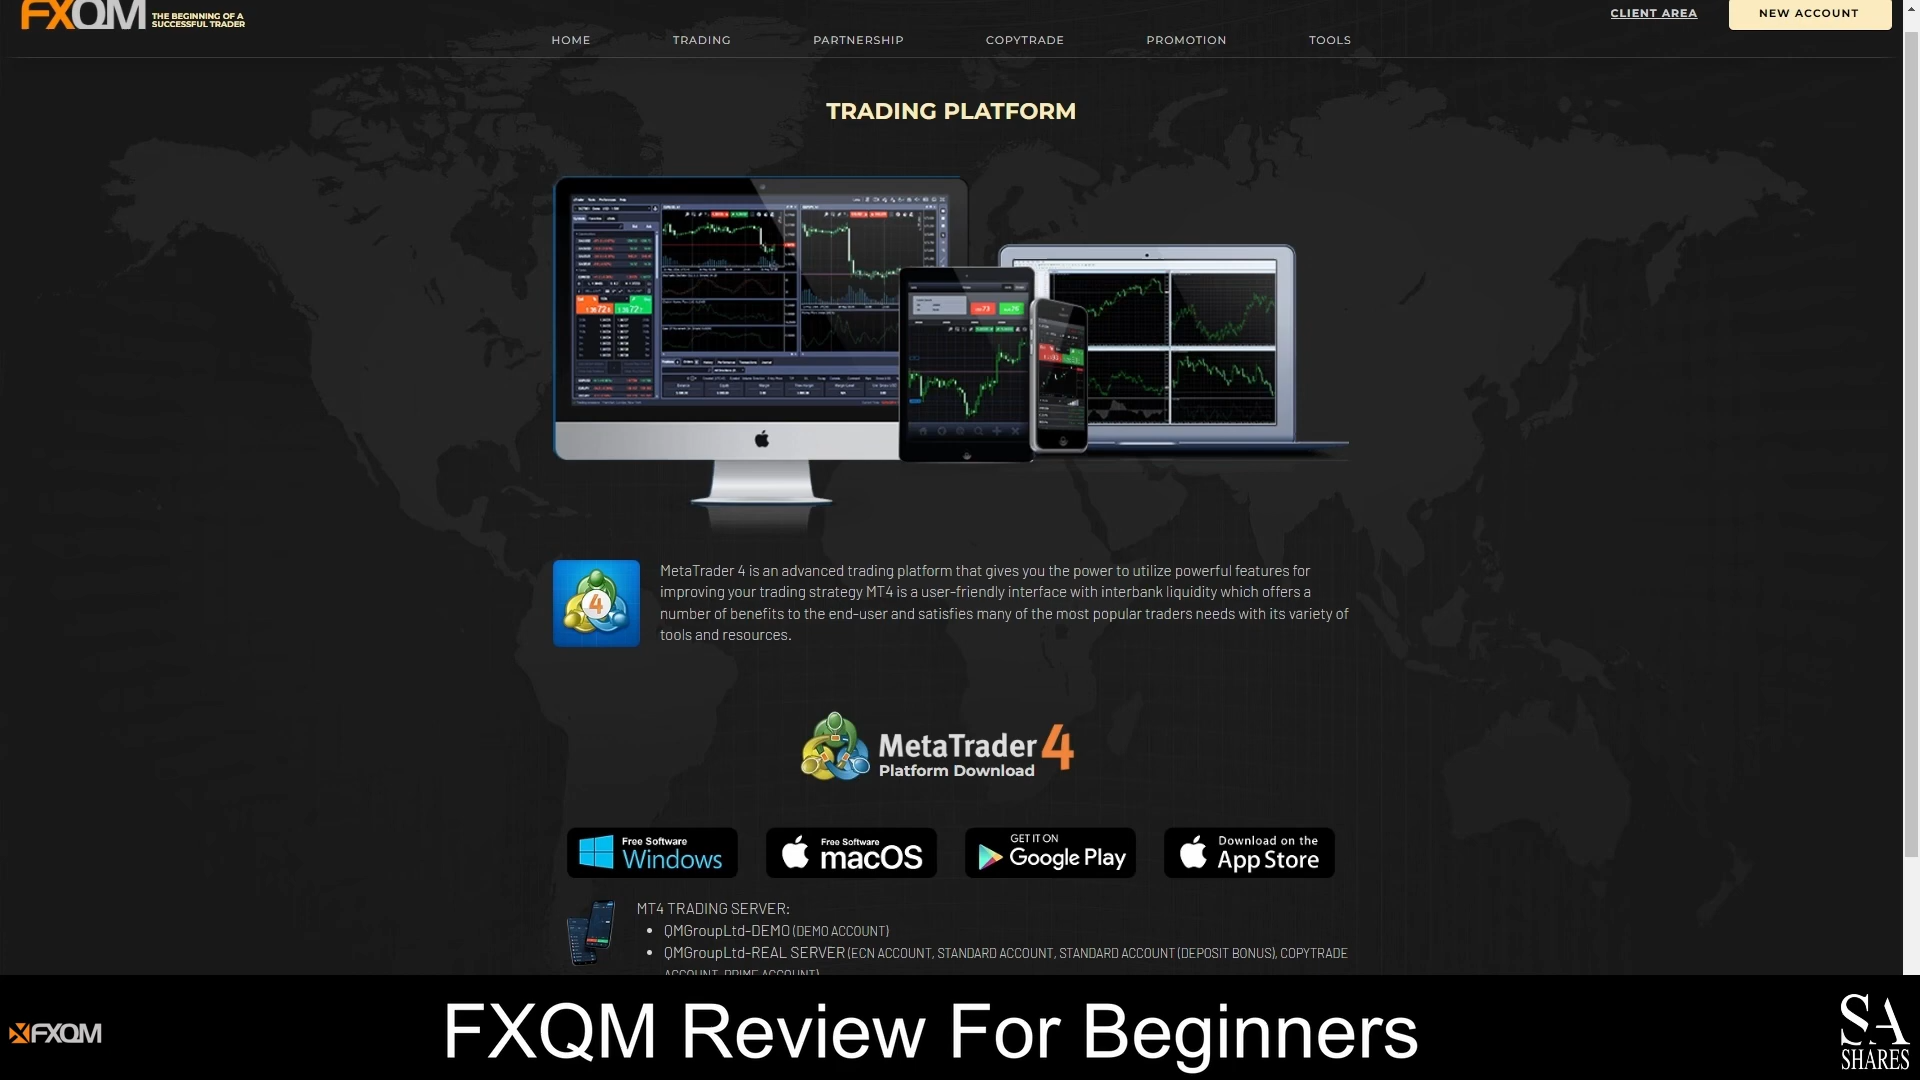 FXQM THE BEGINNING OF A
SUCCESSFUL TRADER
CLIENT AREA
NEW ACCOUNT
HOME TRADING PARTNERSHIP COPYTRADE PROMOTION TOOLS
TRADING PLATFORM
MetaTrader 4 is an advanced trading platform that gives you the power to utilize powerful features for
improving your trading strategy MT4 is a user-friendly interface with interbank liquidity which offers a
number of benefits to the end-user and satisfies many of the most popular traders needs with its variety of
tools and resources.
4
MetaTrader 4
Platform Download
Free Software
Windows
Free Software
macOS
GET IT ON
Google Play
Download on the
App Store
MT4 TRADING SERVER:
• QMGroupLtd-DEMO (DEMO ACCOUNT)
• QMGroupLtd-REAL SERVER (ECN ACCOUNT, STANDARD ACCOUNT, STANDARD ACCOUNT (DEPOSIT BONUS), COPYTRADE
ACCOUNT, PRIME ACCOUNT)
FXQM
FXQM Review For Beginners
SA
SHARES